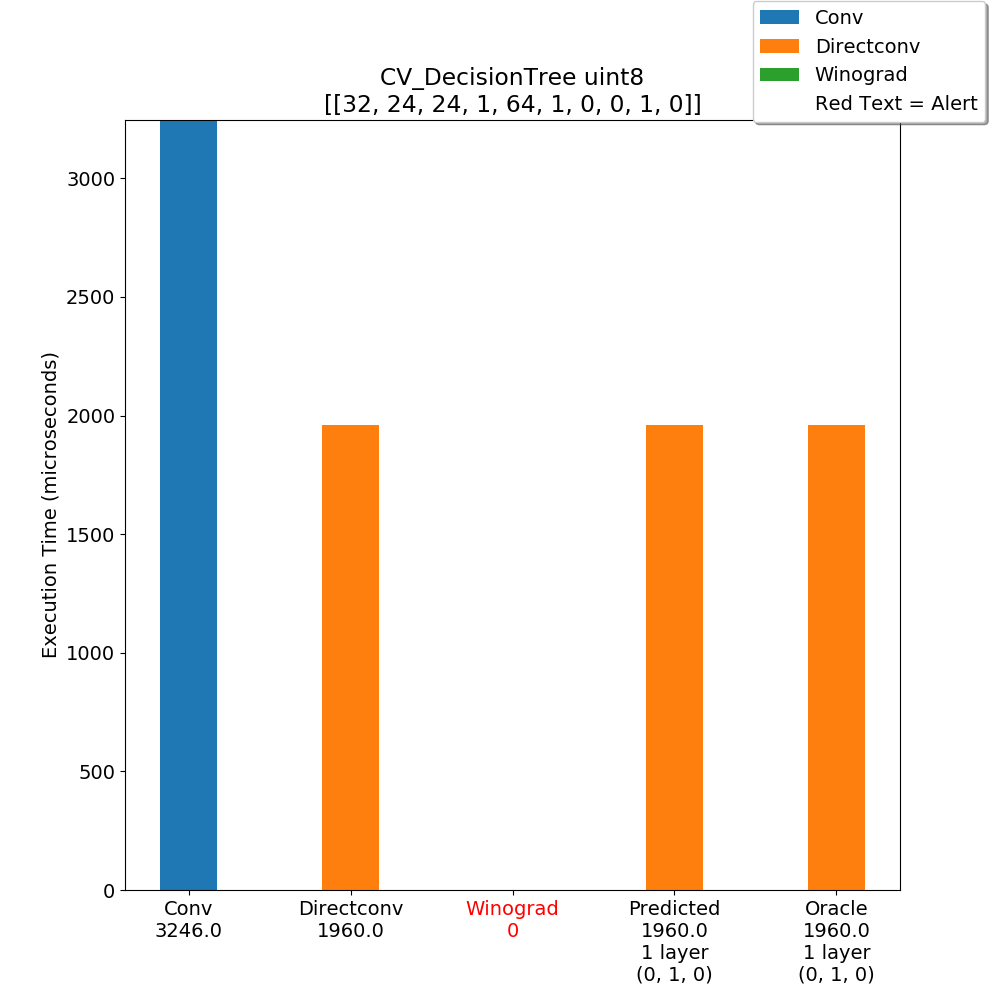 Conv
Directconv
Winograd
Red Text = Alert
CV_DecisionTree uint8
[[32, 24, 24, 1, 64, 1, 0, 0, 1, 0]]
Execution Time (microseconds)
3000
2500
2000
1500
1000
500
0
Conv
3246.0
Directconv
1960.0
Winograd
0
Predicted
1960.0
1 layer
(0, 1, 0)
Oracle
1960.0
1 layer
(0, 1, 0)